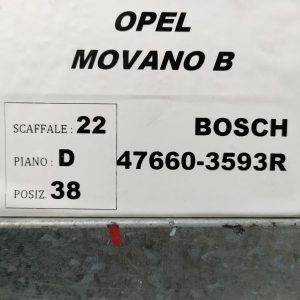 OPEL
MOVANO B
SCAFFALE : 22
PIANO : D
POSIZ 38
BOSCH
47660-3593R